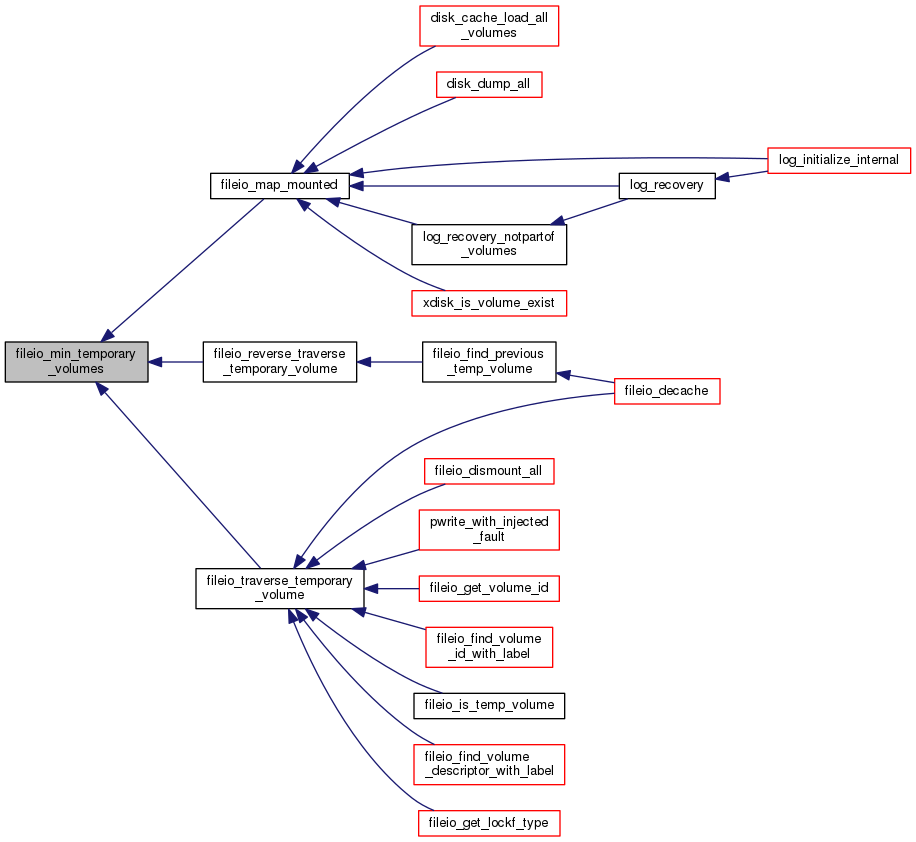 disk_cache_load_all
_volumes
disk_dump_all
log_initialize_internal
fileio_map_mounted
log_recovery
log_recovery_notpartof
_volumes
xdisk_is_volume_exist
fileio_min_temporary
_volumes
fileio_reverse_traverse
_temporary_volume
fileio_find_previous
_temp_volume
fileio_decache
fileio_dismount_all
pwrite_with_injected
_fault
fileio_traverse_temporary
_volume
fileio_get_volume_id
fileio_find_volume
_id_with_label
fileio_is_temp_volume
fileio_find_volume
_descriptor_with_label
fileio_get_lockf_type